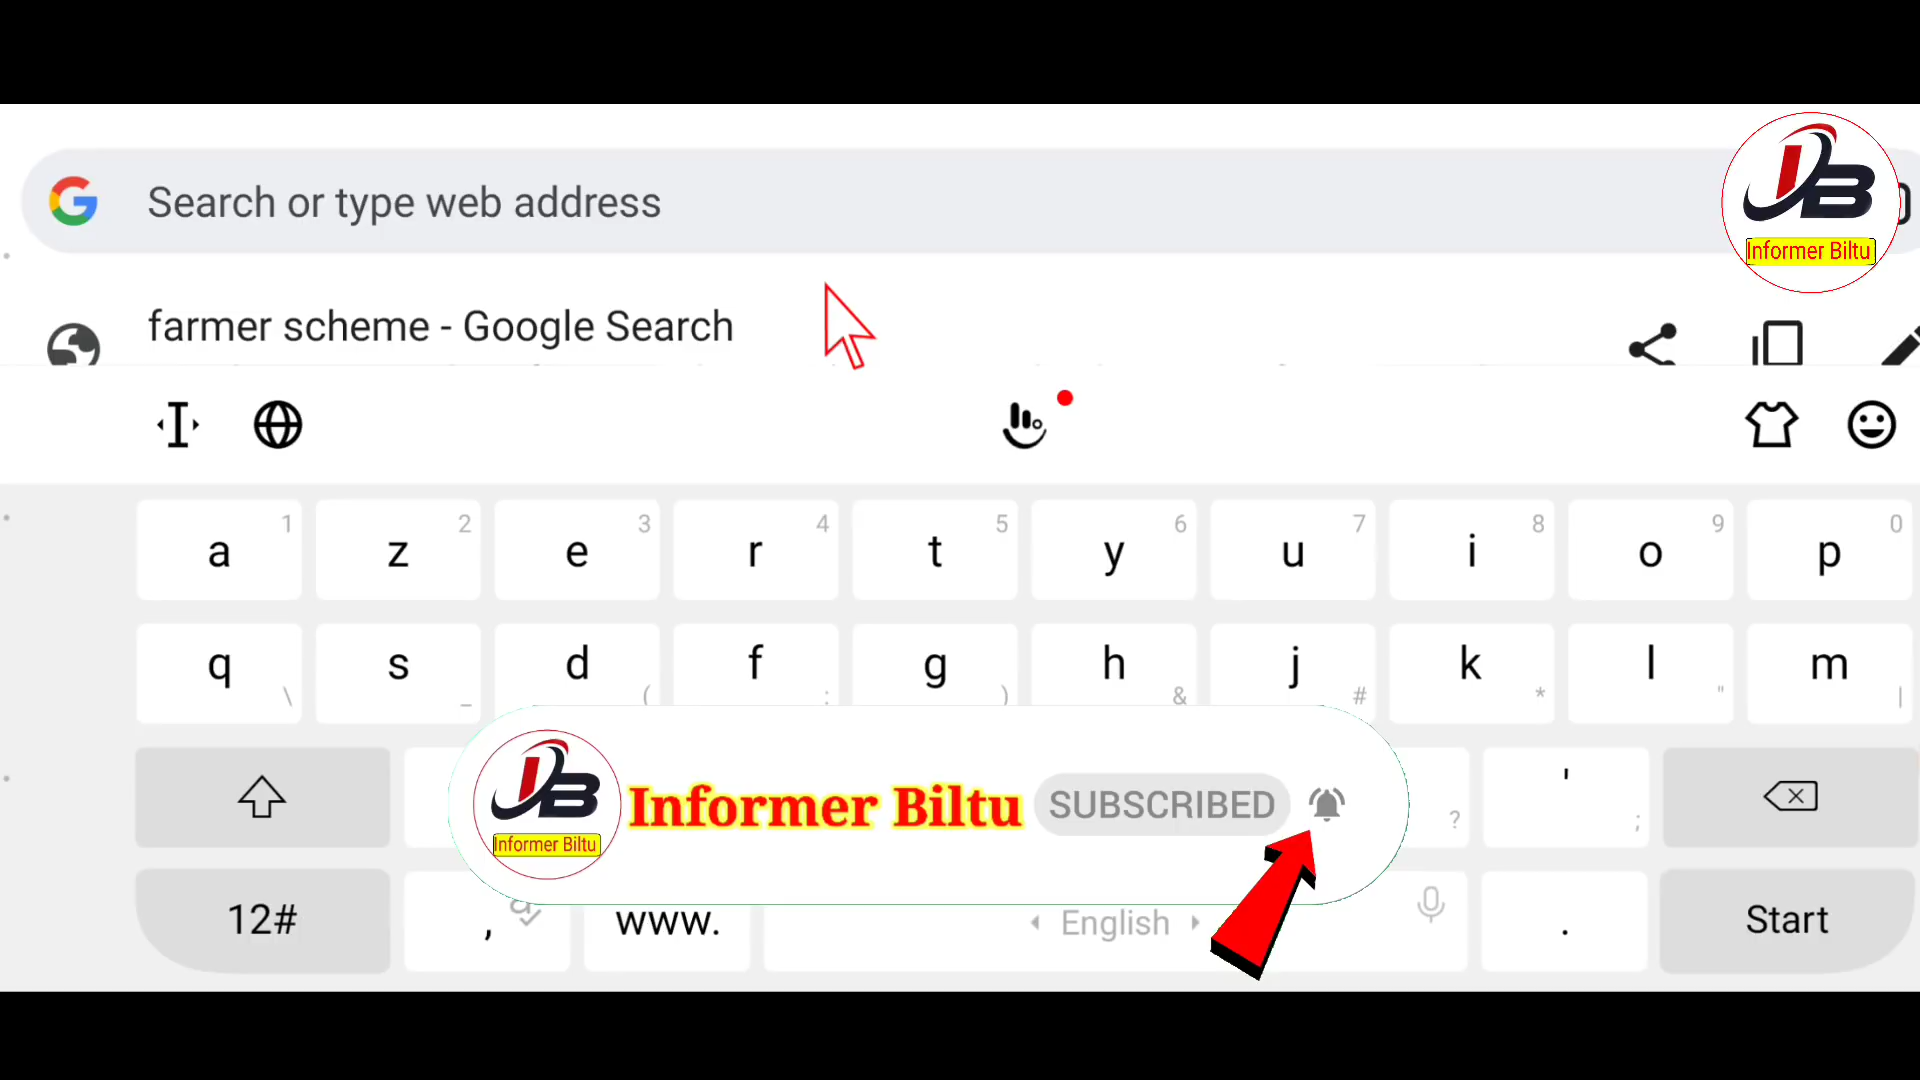 Search or type web address
Informer Biltu
farmer scheme - Google Search
a 1 z 2 e 3 r 4 t 5 y 6 u 7 i 8 o 9 p 0
q \ s _ d ( f : g ) h & j # k * l " m |
Informer Biltu
Informer Biltu SUBSCRIBED
? ' ;
12# , www. English . Start